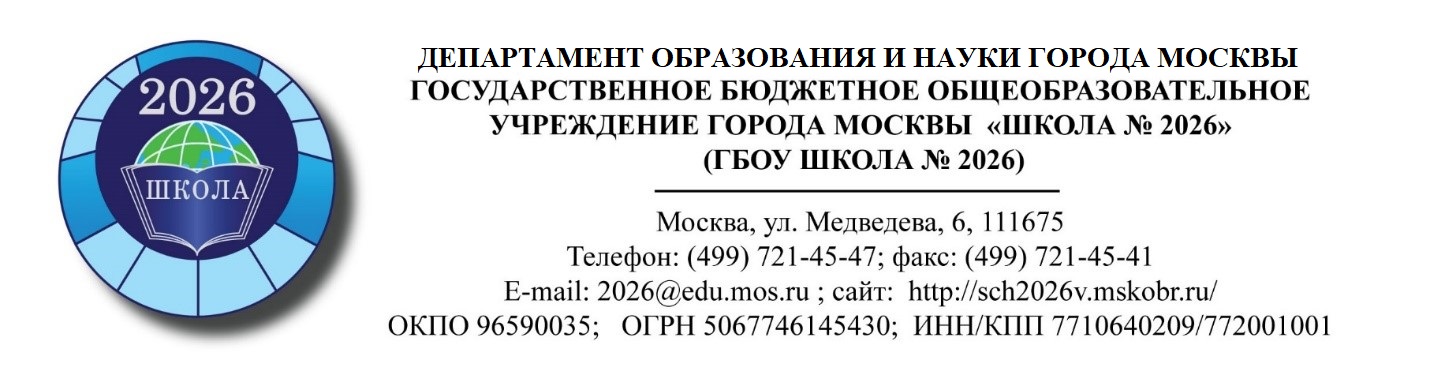 2026
ШКОЛА
ДЕПАРТАМЕНТ ОБРАЗОВАНИЯ И НАУКИ ГОРОДА МОСКВЫ
ГОСУДАРСТВЕННОЕ БЮДЖЕТНОЕ ОБЩЕОБРАЗОВАТЕЛЬНОЕ
УЧРЕЖДЕНИЕ ГОРОДА МОСКВЫ «ШКОЛА № 2026»
(ГБОУ ШКОЛА № 2026)
Москва, ул. Медведева, 6, 111675
Телефон: (499) 721-45-47; факс: (499) 721-45-41
E-mail: 2026@edu.mos.ru ; сайт: http://sch2026v.mskobr.ru/
ОКПО 96590035; ОГРН 5067746145430; ИНН/КПП 7710640209/772001001